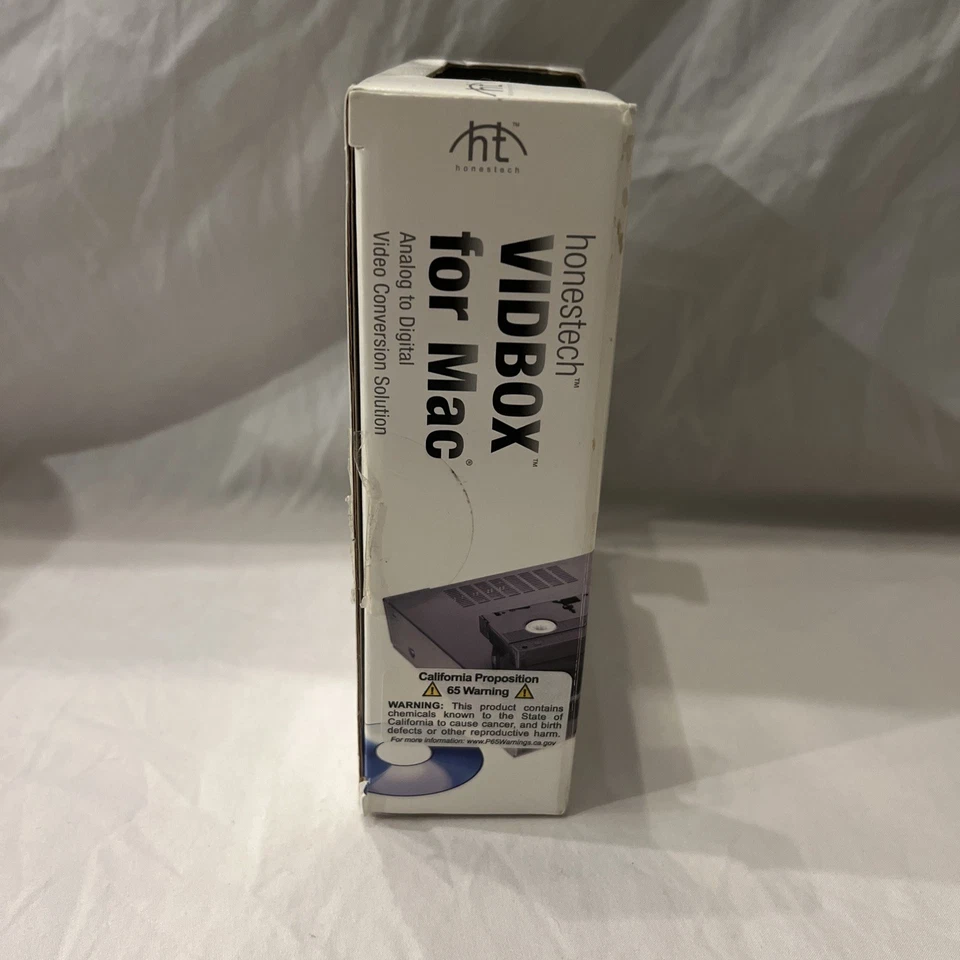 ht™
honestech
honestech™
VIDBOX™
for Mac®
Analog to Digital
Video Conversion Solution
California Proposition
65 Warning
WARNING: This product contains
chemicals known to the State of
California to cause cancer, and birth
defects or other reproductive harm.
For more information: www.P65Warnings.ca.gov